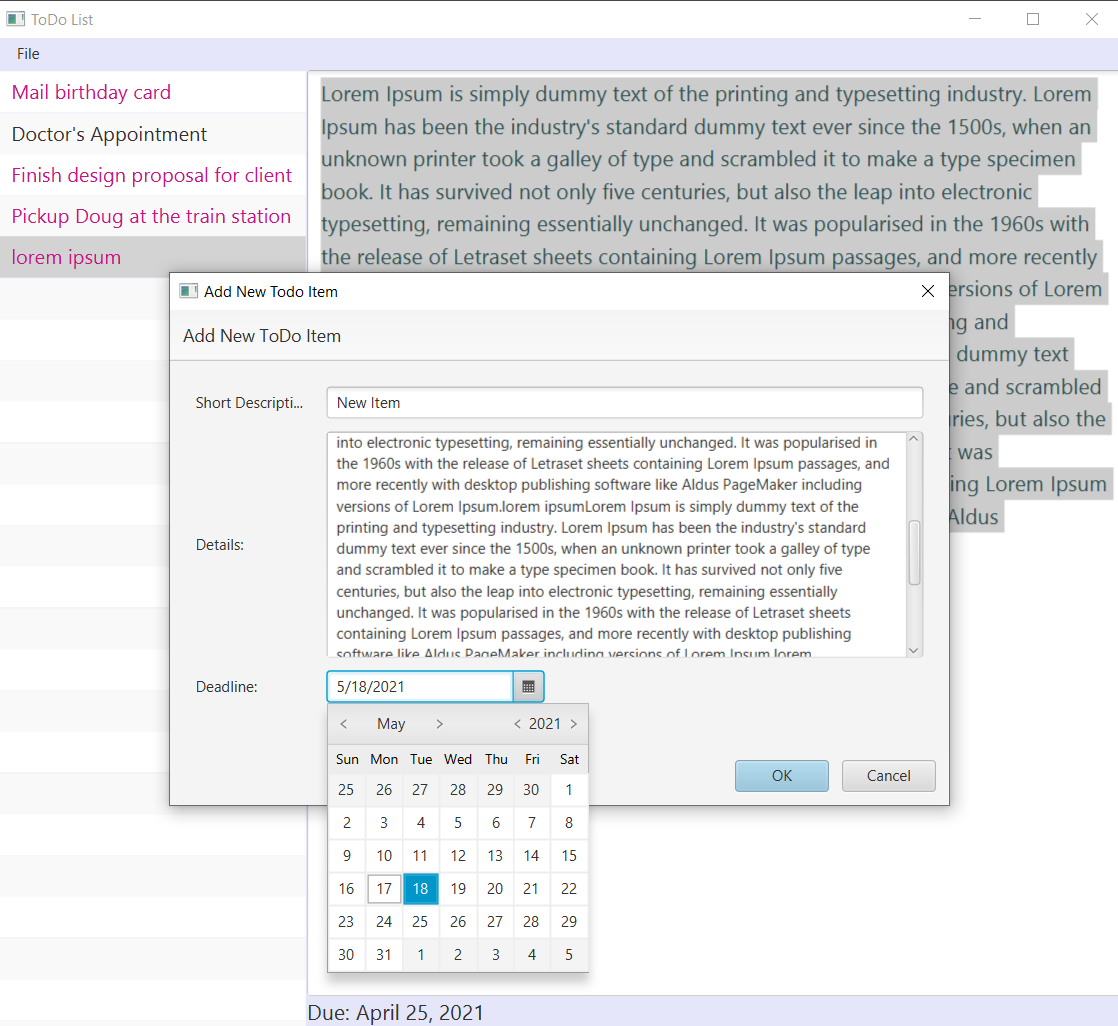 ToDo List
File
Mail birthday card
Doctor's Appointment
Finish design proposal for client
Pickup Doug at the train station
lorem ipsum
Lorem Ipsum is simply dummy text of the printing and typesetting industry. Lorem
Ipsum has been the industry's standard dummy text ever since the 1500s, when an
unknown printer took a galley of type and scrambled it to make a type specimen
book. It has survived not only five centuries, but also the leap into electronic
typesetting, remaining essentially unchanged. It was popularised in the 1960s with
the release of Letraset sheets containing Lorem Ipsum passages, and more recently
of Lorem
and
dummy text
and scrambled
but also the
was
Lorem Ipsum
Aldus
Add New Todo Item
Add New ToDo Item
Short Descripti...
New Item
Details:
into electronic typesetting, remaining essentially unchanged. It was popularised in
the 1960s with the release of Letraset sheets containing Lorem Ipsum passages, and
more recently with desktop publishing software like Aldus PageMaker including
versions of Lorem Ipsum.lorem ipsumLorem Ipsum is simply dummy text of the
printing and typesetting industry. Lorem Ipsum has been the industry's standard
dummy text ever since the 1500s, when an unknown printer took a galley of type
and scrambled it to make a type specimen book. It has survived not only five
centuries, but also the leap into electronic typesetting, remaining essentially
unchanged. It was popularised in the 1960s with the release of Letraset sheets
containing Lorem Ipsum passages, and more recently with desktop publishing
software like Aldus PageMaker including versions of Lorem Ipsum.lorem
Deadline:
5/18/2021
< May > < 2021 >
Sun Mon Tue Wed Thu Fri Sat
25 26 27 28 29 30 1
2 3 4 5 6 7 8
9 10 11 12 13 14 15
16 17 18 19 20 21 22
23 24 25 26 27 28 29
30 31 1 2 3 4 5
OK
Cancel
Due: April 25, 2021